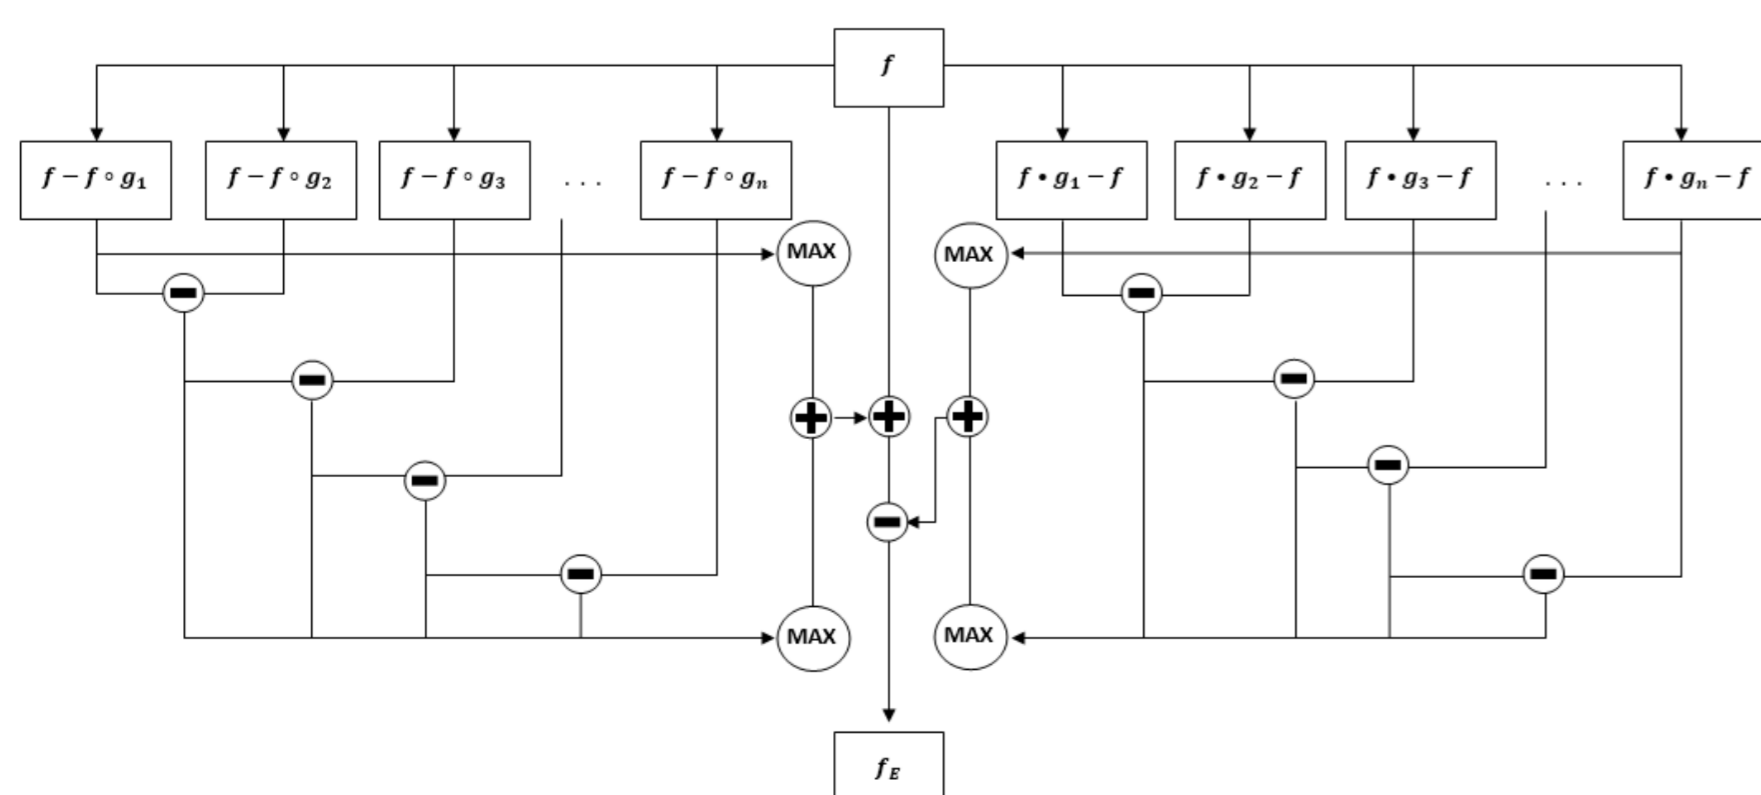 f
f − f ∘ g₁
f − f ∘ g₂
f − f ∘ g₃
. . .
f − f ∘ gₙ
f • g₁ − f
f • g₂ − f
f • g₃ − f
. . .
f • gₙ − f
MAX
MAX
MAX
MAX
f_E